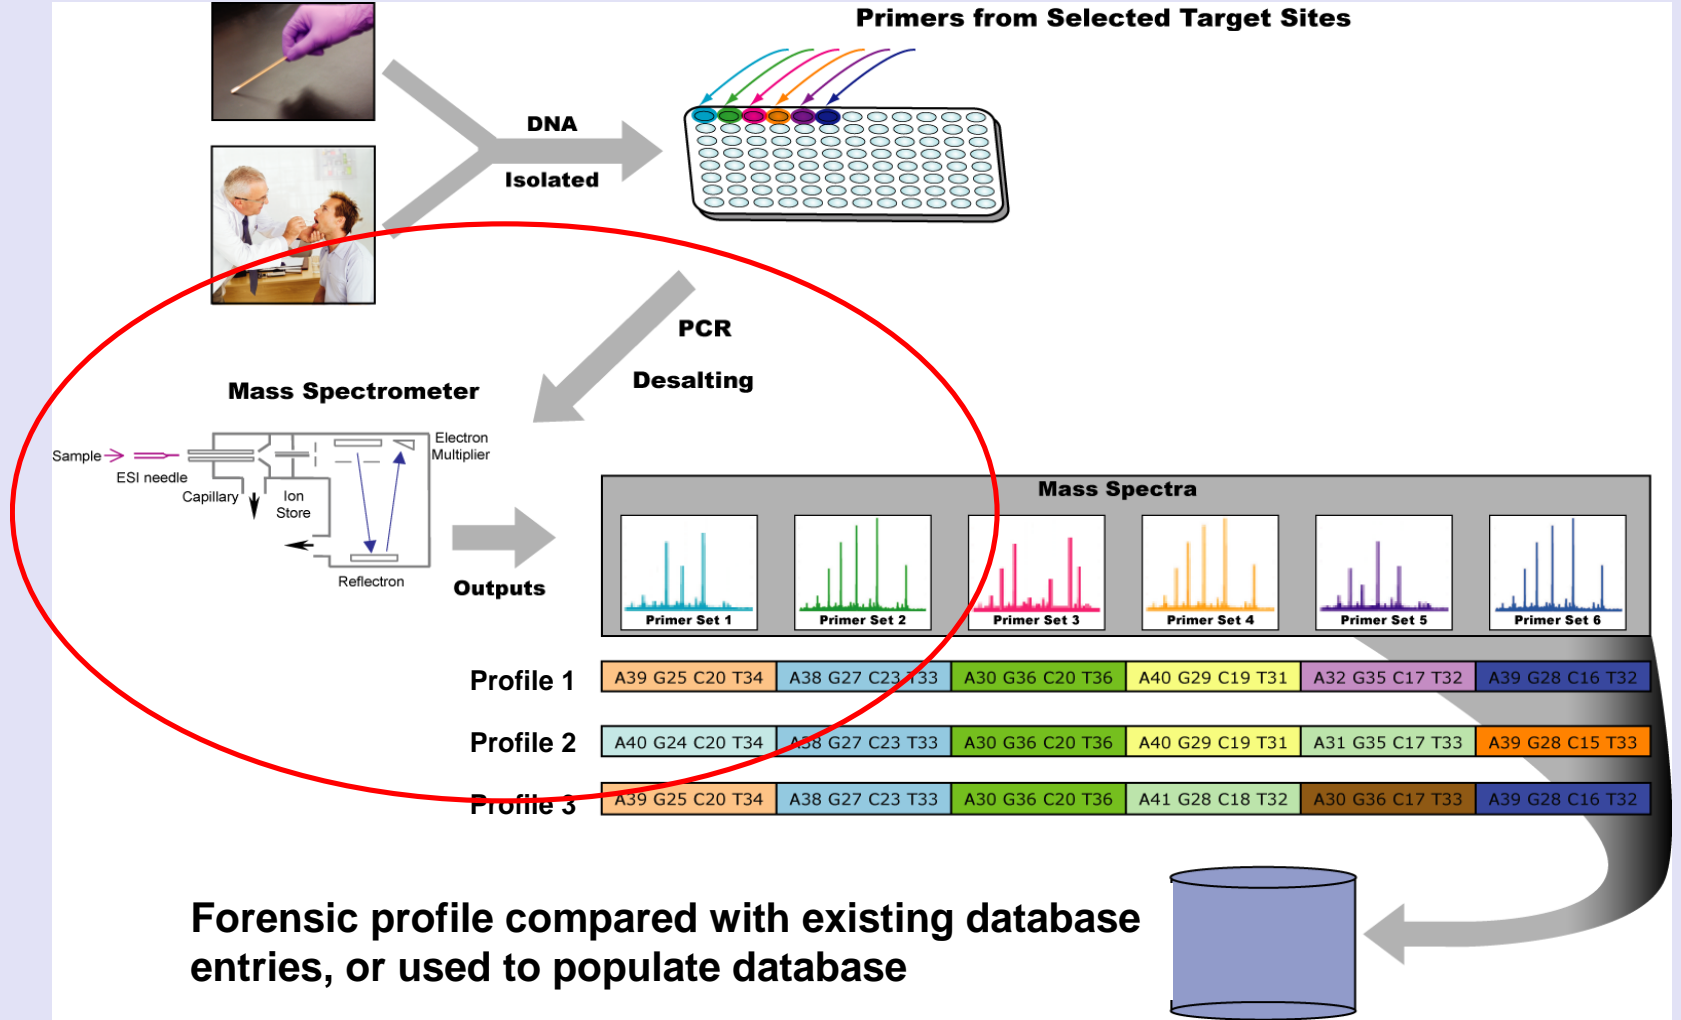 Primers from Selected Target Sites
DNA
Isolated
PCR
Desalting
Mass Spectrometer
Sample
ESI needle
Capillary
Ion
Store
Electron
Multiplier
Reflectron
Outputs
Mass Spectra
Primer Set 1
Primer Set 2
Primer Set 3
Primer Set 4
Primer Set 5
Primer Set 6
Profile 1 A39 G25 C20 T34 A38 G27 C23 T33 A30 G36 C20 T36 A40 G29 C19 T31 A32 G35 C17 T32 A39 G28 C16 T32
Profile 2 A40 G24 C20 T34 A38 G27 C23 T33 A30 G36 C20 T36 A40 G29 C19 T31 A31 G35 C17 T33 A39 G28 C15 T33
Profile 3 A39 G25 C20 T34 A38 G27 C23 T33 A30 G36 C20 T36 A41 G28 C18 T32 A30 G36 C17 T33 A39 G28 C16 T32
Forensic profile compared with existing database
entries, or used to populate database